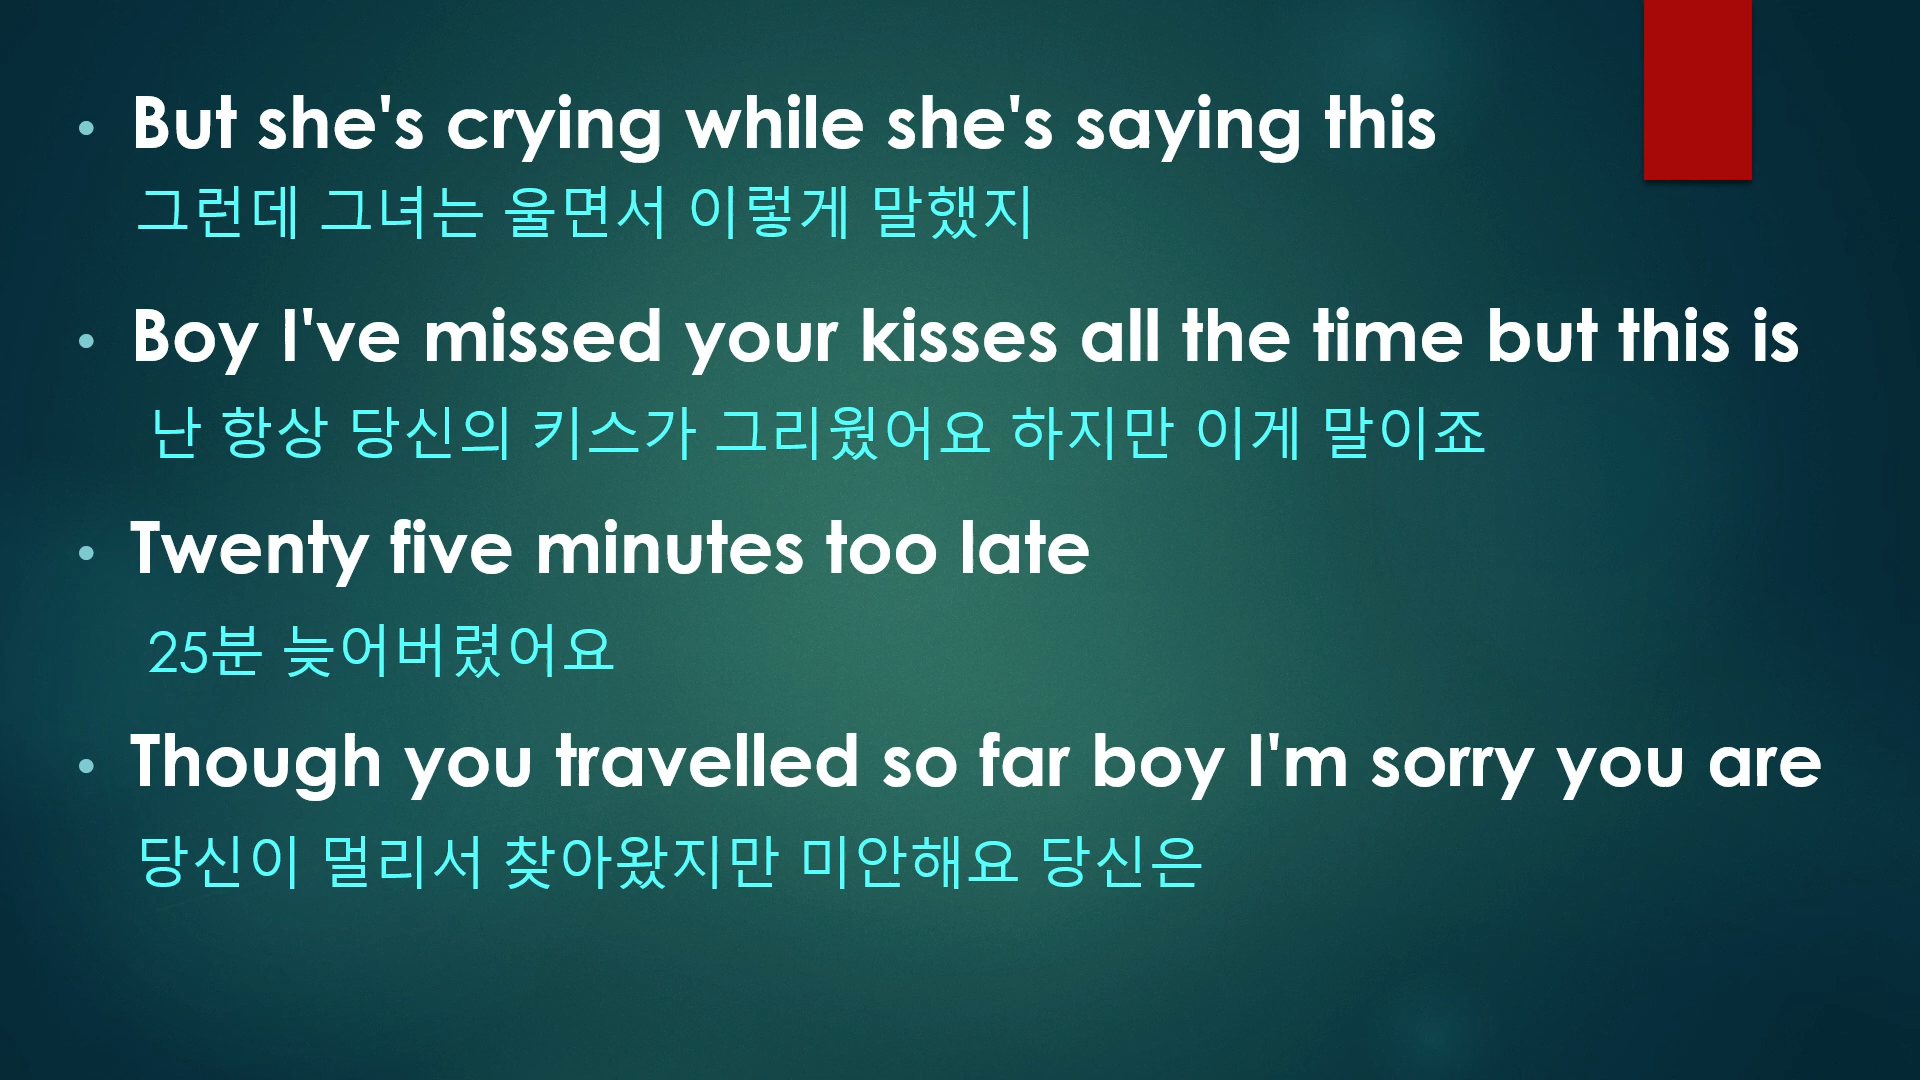 • But she's crying while she's saying this
그런데 그녀는 울면서 이렇게 말했지
• Boy I've missed your kisses all the time but this is
난 항상 당신의 키스가 그리웠어요 하지만 이게 말이죠
• Twenty five minutes too late
25분 늦어버렸어요
• Though you travelled so far boy I'm sorry you are
당신이 멀리서 찾아왔지만 미안해요 당신은